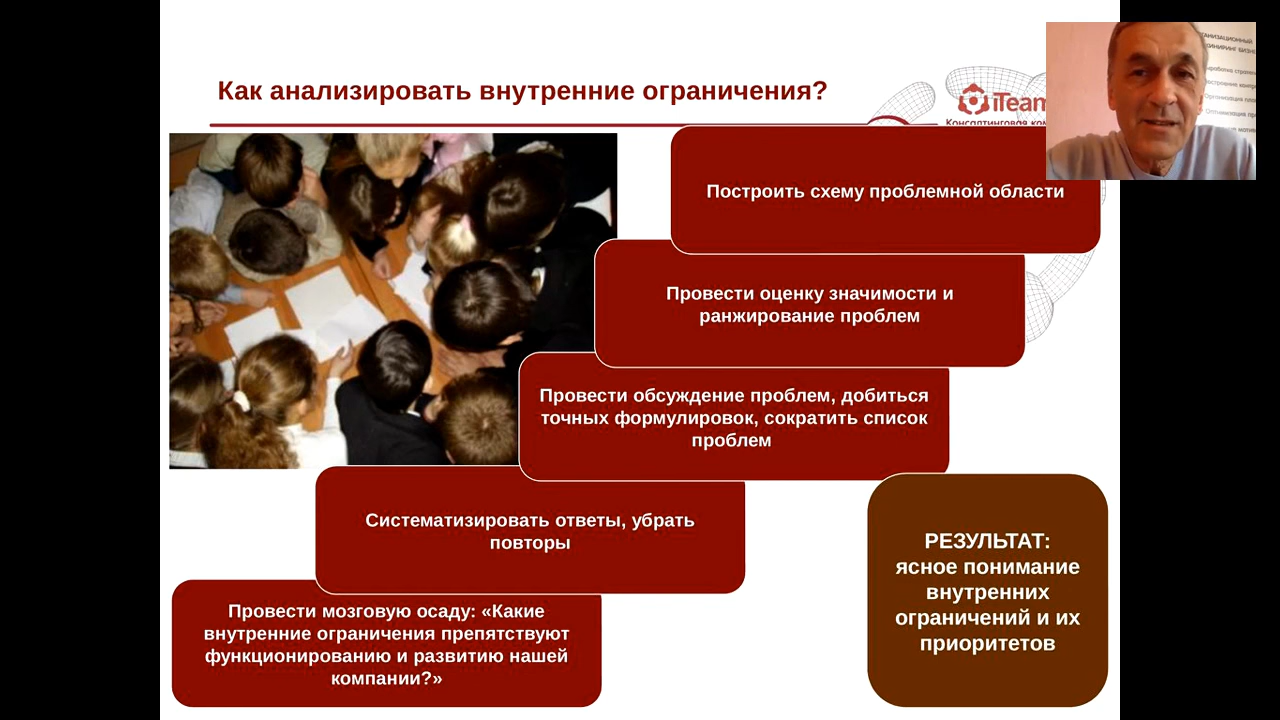 Как анализировать внутренние ограничения?
iTeam
Построить схему проблемной области
Провести оценку значимости и
ранжирование проблем
Провести обсуждение проблем, добиться
точных формулировок, сократить список
проблем
Систематизировать ответы, убрать
повторы
Провести мозговую осаду: «Какие
внутренние ограничения препятствуют
функционированию и развитию нашей
компании?»
РЕЗУЛЬТАТ:
ясное понимание
внутренних
ограничений и их
приоритетов